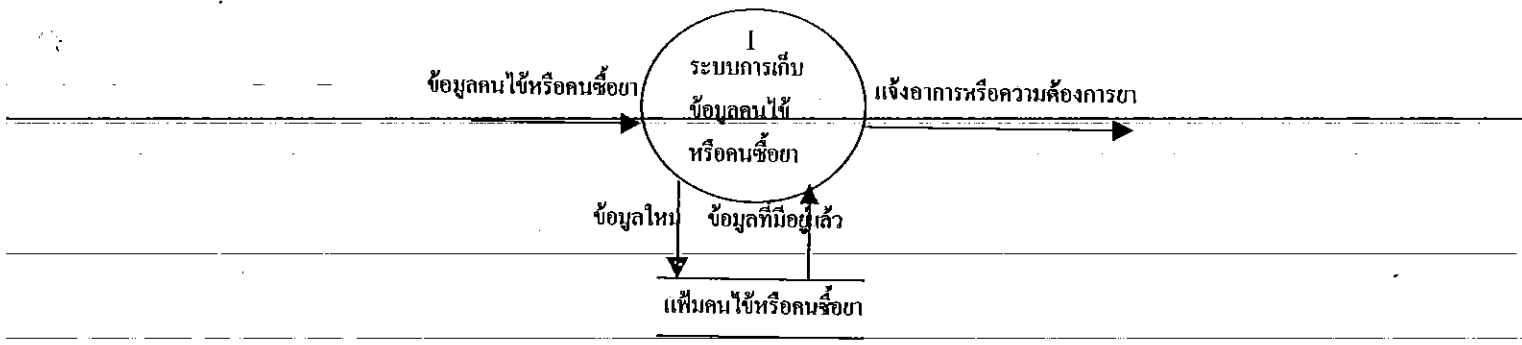 I
ระบบการเก็บ
ข้อมูลคนไข้หรือคนซื้อยา
แจ้งอาการหรือความต้องการยา
ข้อมูลคนไข้
หรือคนซื้อยา
ข้อมูลใหม่
ข้อมูลที่มีอยู่แล้ว
แฟ้มคนไข้หรือคนซื้อยา